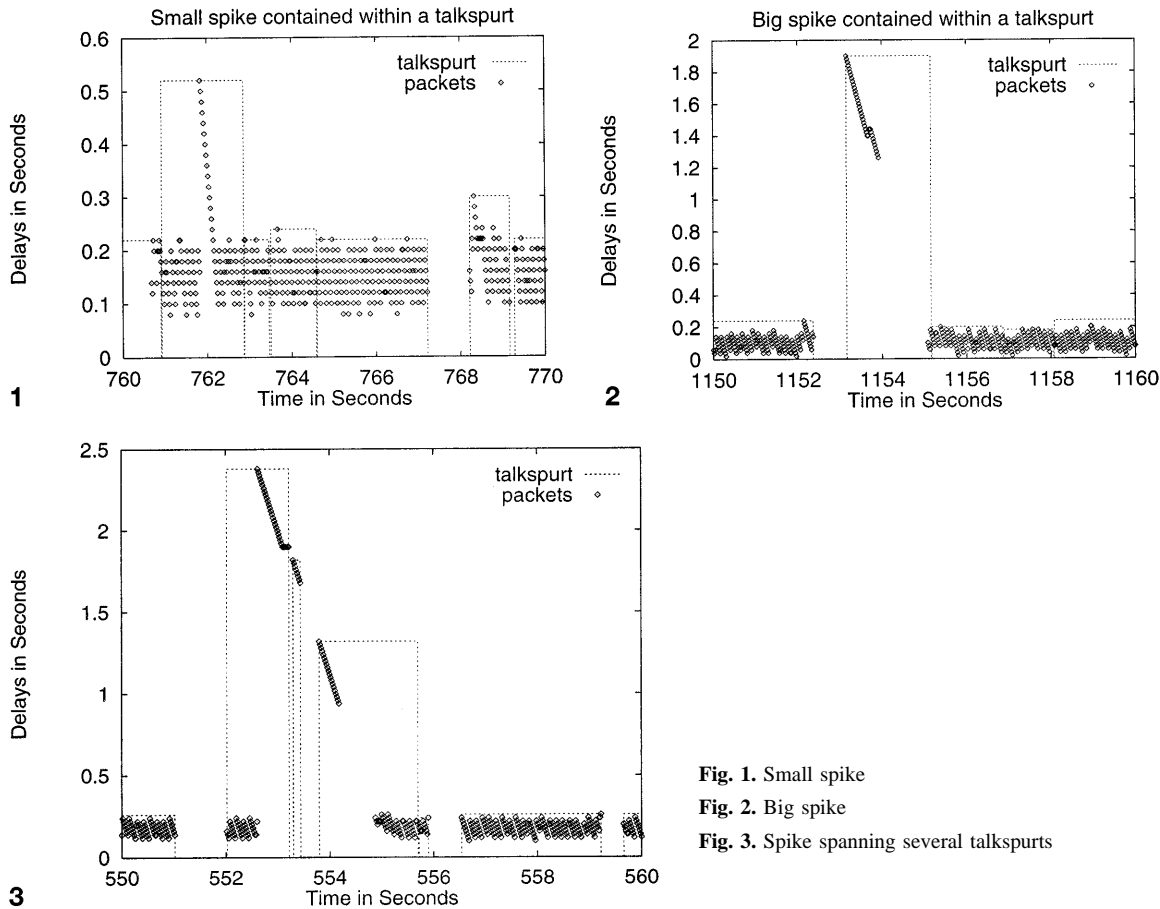 Small spike contained within a talkspurt
0.6
0.5
0.4
0.3
0.2
0.1
0
Delays in Seconds
talkspurt
packets
760
762
764
766
768
770
Time in Seconds
1
Big spike contained within a talkspurt
2
1.8
1.6
1.4
1.2
1
0.8
0.6
0.4
0.2
0
Delays in Seconds
talkspurt
packets
1150
1152
1154
1156
1158
1160
Time in Seconds
2
2.5
2
1.5
1
0.5
0
Delays in Seconds
talkspurt
packets
550
552
554
556
558
560
Time in Seconds
3
Fig. 1. Small spike
Fig. 2. Big spike
Fig. 3. Spike spanning several talkspurts